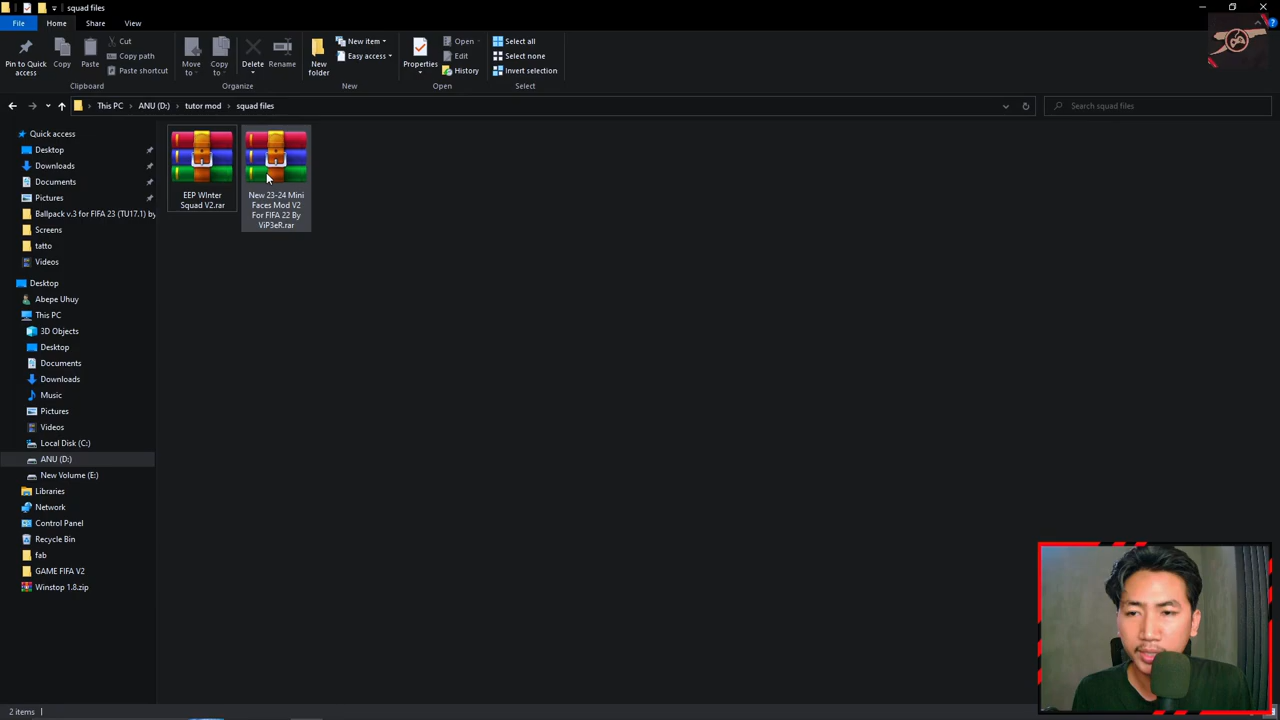 squad files
File
Home
Share
View
Pin to Quick
access
Copy
Paste
Cut
Copy path
Paste shortcut
Clipboard
Move
to
Copy
to
Delete
Rename
Organize
New
folder
New item
Easy access
New
Properties
Open
Edit
History
Open
Select all
Select none
Invert selection
Select
This PC
ANU (D:)
tutor mod
squad files
Search squad files
Quick access
Desktop
Downloads
Documents
Pictures
Ballpack v.3 for FIFA 23 (TU17.1) by
Screens
tatto
Videos
Desktop
Abepe Uhuy
This PC
3D Objects
Desktop
Documents
Downloads
Music
Pictures
Videos
Local Disk (C:)
ANU (D:)
New Volume (E:)
Libraries
Network
Control Panel
Recycle Bin
fab
GAME FIFA V2
Winstop 1.8.zip
EEP WInter
Squad V2.rar
New 23-24 Mini
Faces Mod V2
For FIFA 22 By
ViP3eR.rar
2 items